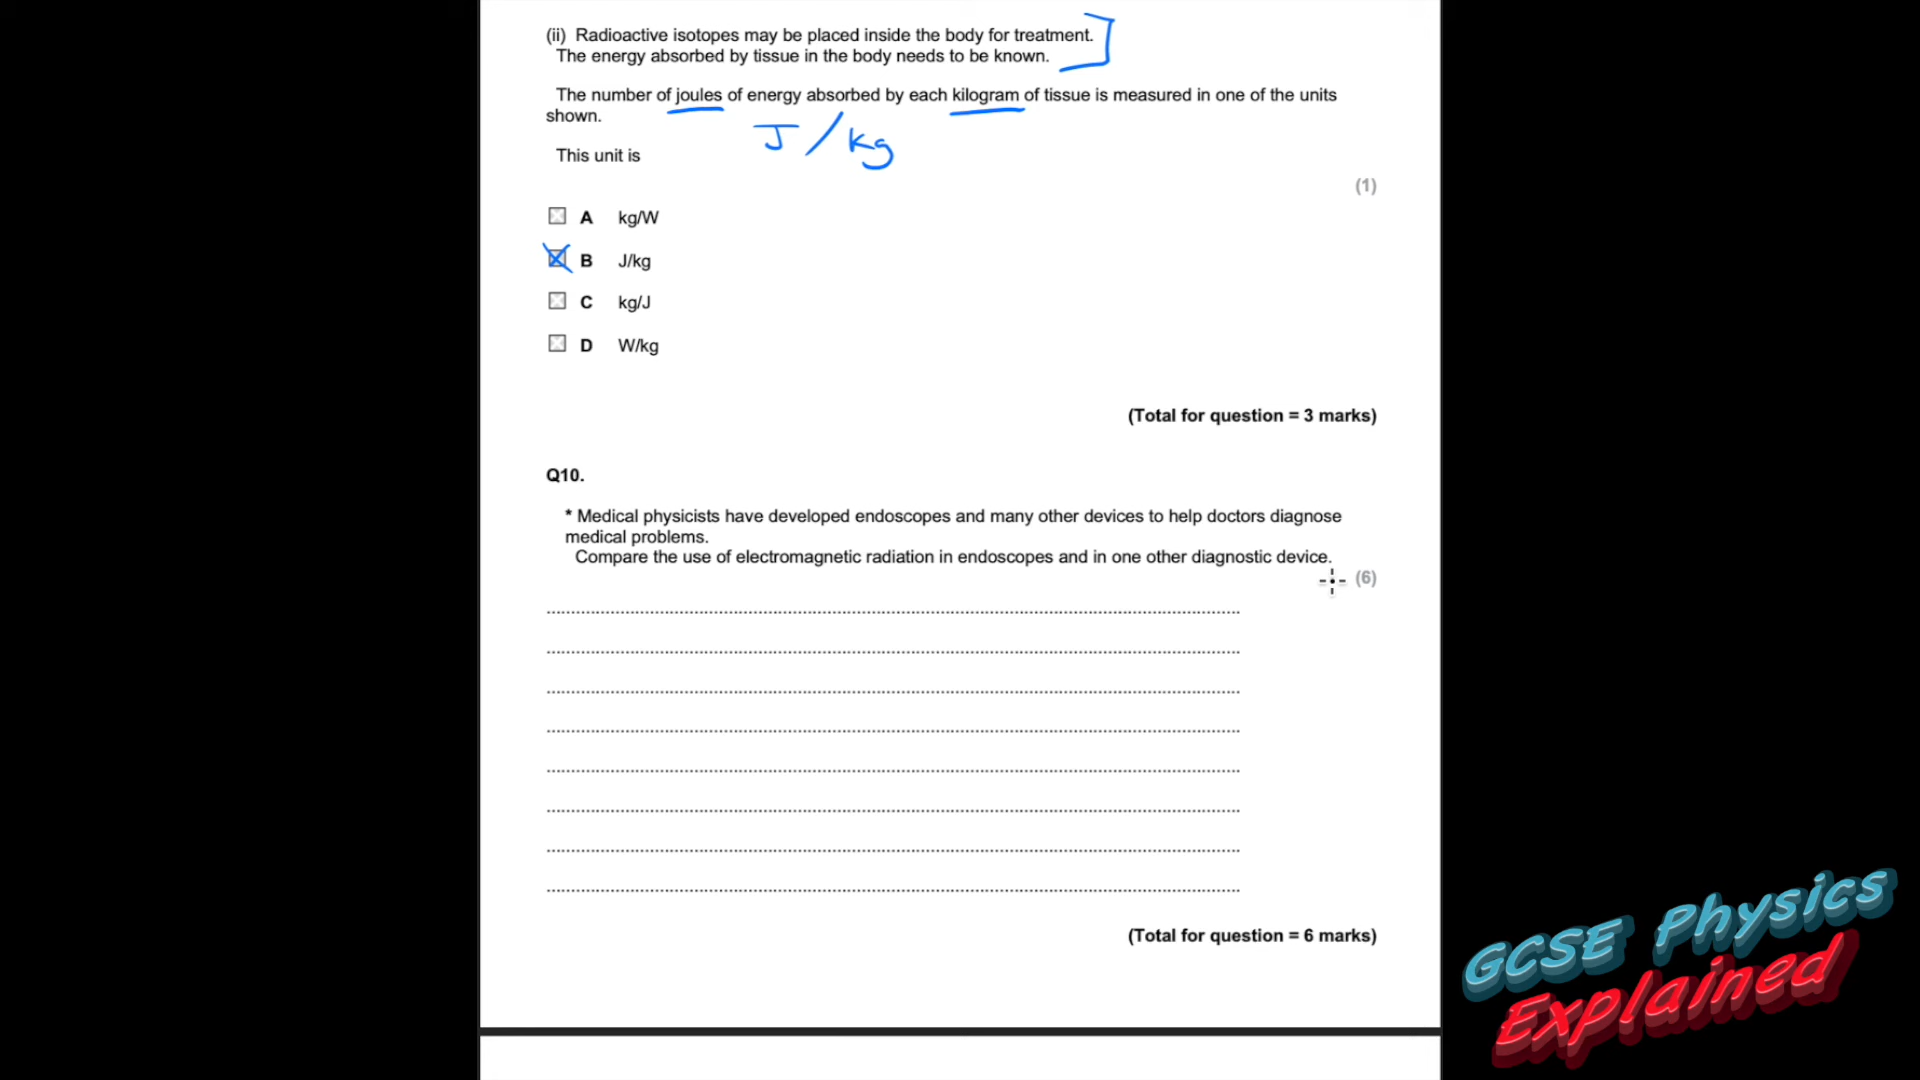 (ii) Radioactive isotopes may be placed inside the body for treatment.
The energy absorbed by tissue in the body needs to be known.
The number of joules of energy absorbed by each kilogram of tissue is measured in one of the units
shown.
J/kg
This unit is
(1)
A kg/W
B J/kg
C kg/J
D W/kg
(Total for question = 3 marks)
Q10.
* Medical physicists have developed endoscopes and many other devices to help doctors diagnose
medical problems.
Compare the use of electromagnetic radiation in endoscopes and in one other diagnostic device.
(6)
(Total for question = 6 marks)
GCSE Physics
Explained